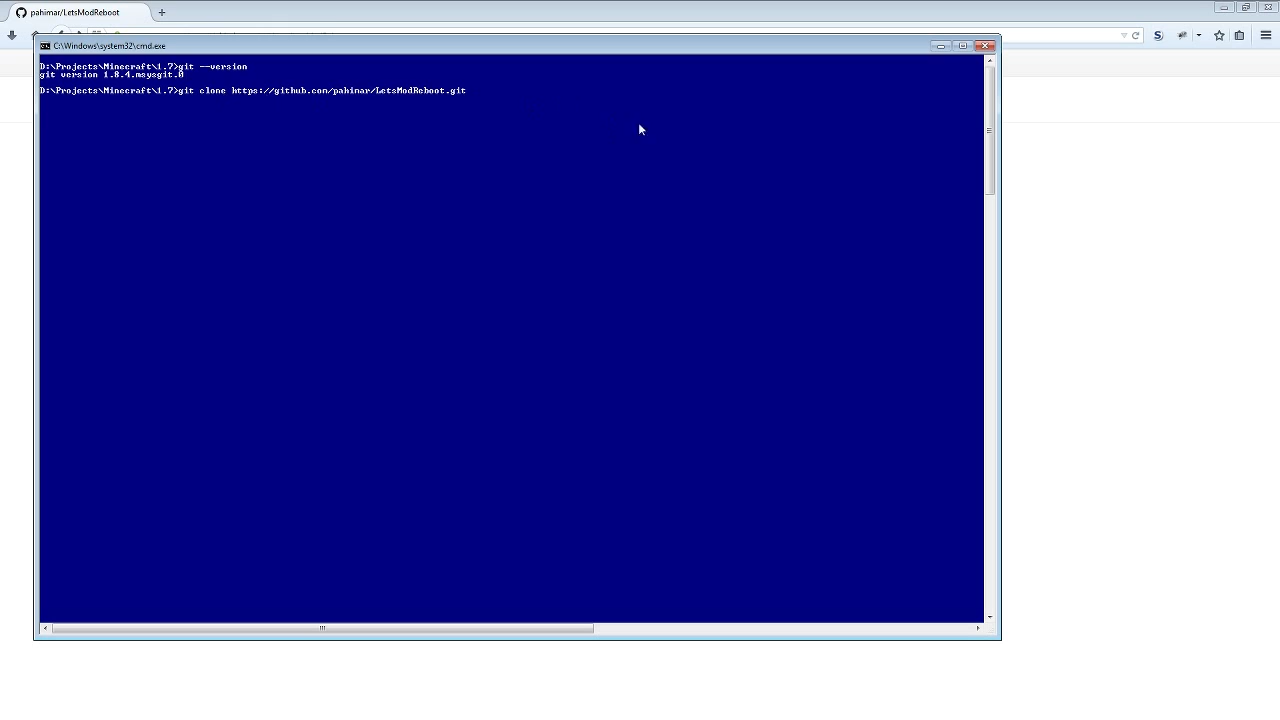 pahimar/LetsModReboot
C:\Windows\system32\cmd.exe
D:\Projects\Minecraft\1.7>git --version
git version 1.8.4.msysgit.0
D:\Projects\Minecraft\1.7>git clone https://github.com/pahimar/LetsModReboot.git